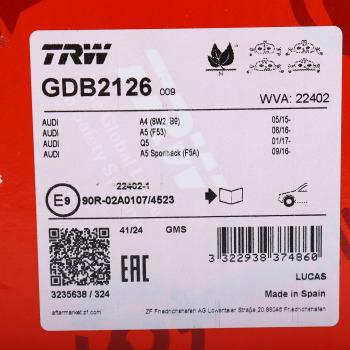 TRW
GDB2126 009
WVA: 22402
AUDI A4 (8W2, B9) 05/15-
AUDI A5 (F53) 06/16-
AUDI Q5 01/17-
AUDI A5 Sportback (F5A) 09/16-
22402-1
E9 90R-02A0107/4523
41/24 GMS
3 322938 374860
EAC
LUCAS
3235638 / 324
Made in Spain
aftermarket.zf.com
ZF Friedrichshafen AG Löwentaler Straße 20 88046 Friedrichshafen